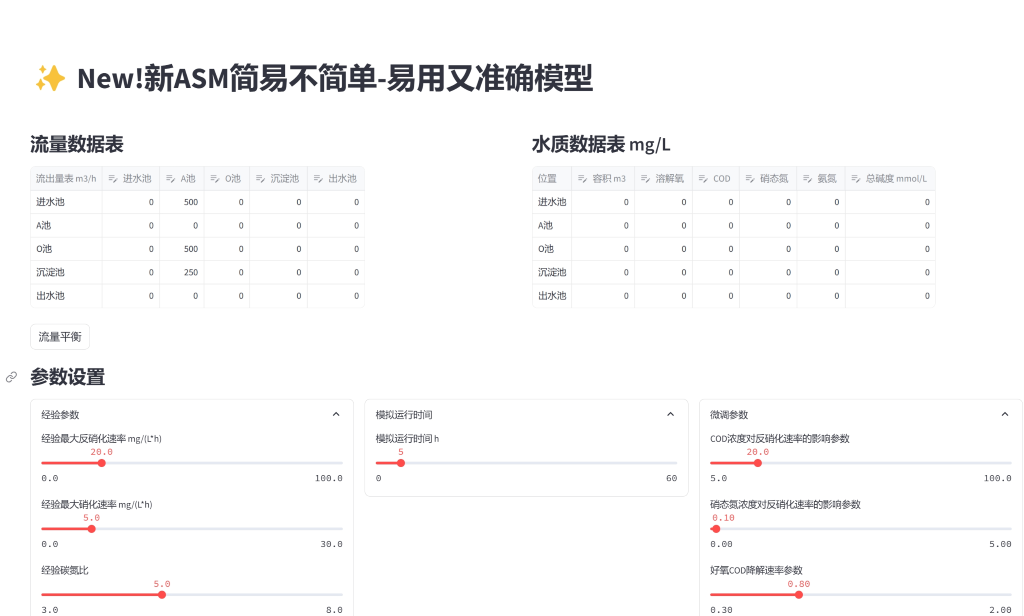 ✨ New!新ASM简易不简单-易用又准确模型
流量数据表
流出量表 m3/h 进水池 A池 O池 沉淀池 出水池
进水池 0 500 0 0 0
A池 0 0 0 0 0
O池 0 500 0 0 0
沉淀池 0 250 0 0 0
出水池 0 0 0 0 0
流量平衡
水质数据表 mg/L
位置 容积 m3 溶解氧 COD 硝态氮 氨氮 总碱度 mmol/L
进水池 0 0 0 0 0 0
A池 0 0 0 0 0 0
O池 0 0 0 0 0 0
沉淀池 0 0 0 0 0 0
出水池 0 0 0 0 0 0
参数设置
经验参数
经验最大反硝化速率 mg/(L*h)
20.0
0.0 100.0
经验最大硝化速率 mg/(L*h)
5.0
0.0 30.0
经验碳氮比
5.0
3.0 8.0
模拟运行时间
模拟运行时间 h
5
0 60
微调参数
COD浓度对反硝化速率的影响参数
20.0
5.0 100.0
硝态氮浓度对反硝化速率的影响参数
0.10
0.00 5.00
好氧COD降解速率参数
0.80
0.30 2.00